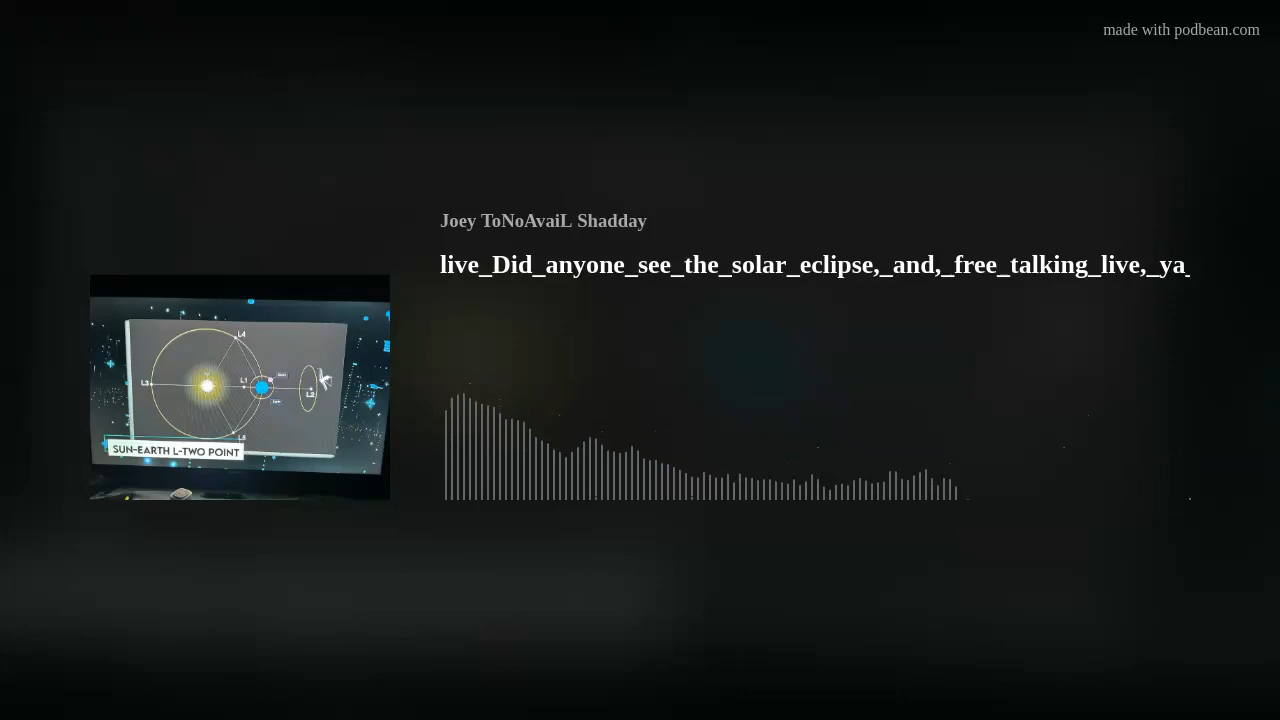 made with podbean.com
Joey ToNoAvaiL Shadday
live_Did_anyone_see_the_solar_eclipse,_and,_free_talking_live,_ya_
L4
L3
L1
L2
L5
SUN-EARTH L-TWO POINT